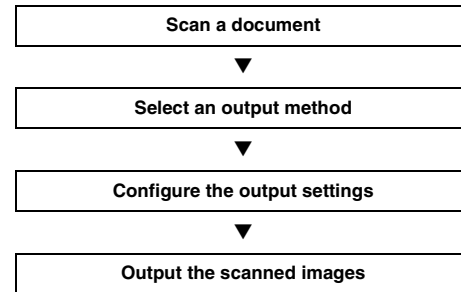 Scan a document
Select an output method
Configure the output settings
Output the scanned images